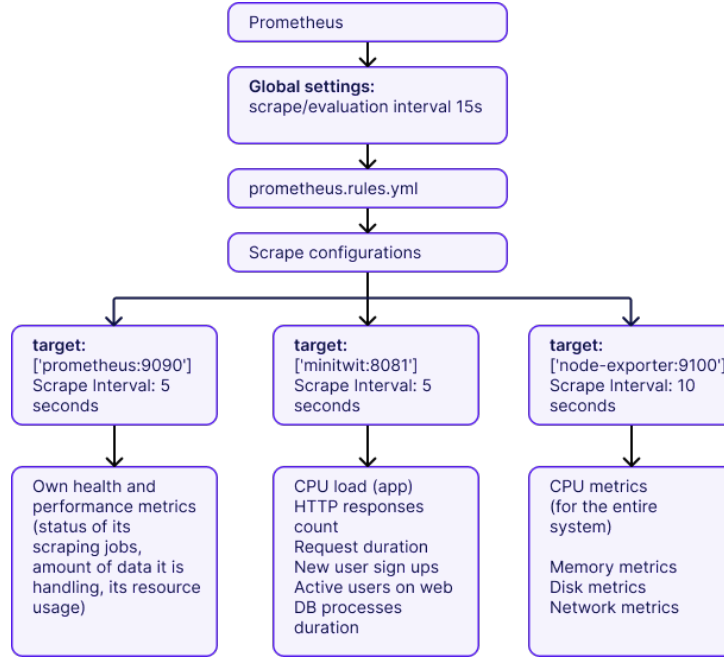 Prometheus
Global settings:
scrape/evaluation interval 15s
prometheus.rules.yml
Scrape configurations
target:
['prometheus:9090']
Scrape Interval: 5
seconds
target:
['minitwit:8081']
Scrape Interval: 5
seconds
target:
['node-exporter:9100']
Scrape Interval: 10
seconds
Own health and
performance metrics
(status of its
scraping jobs,
amount of data it is
handling, its resource
usage)
CPU load (app)
HTTP responses
count
Request duration
New user sign ups
Active users on web
DB processes
duration
CPU metrics
(for the entire
system)
Memory metrics
Disk metrics
Network metrics